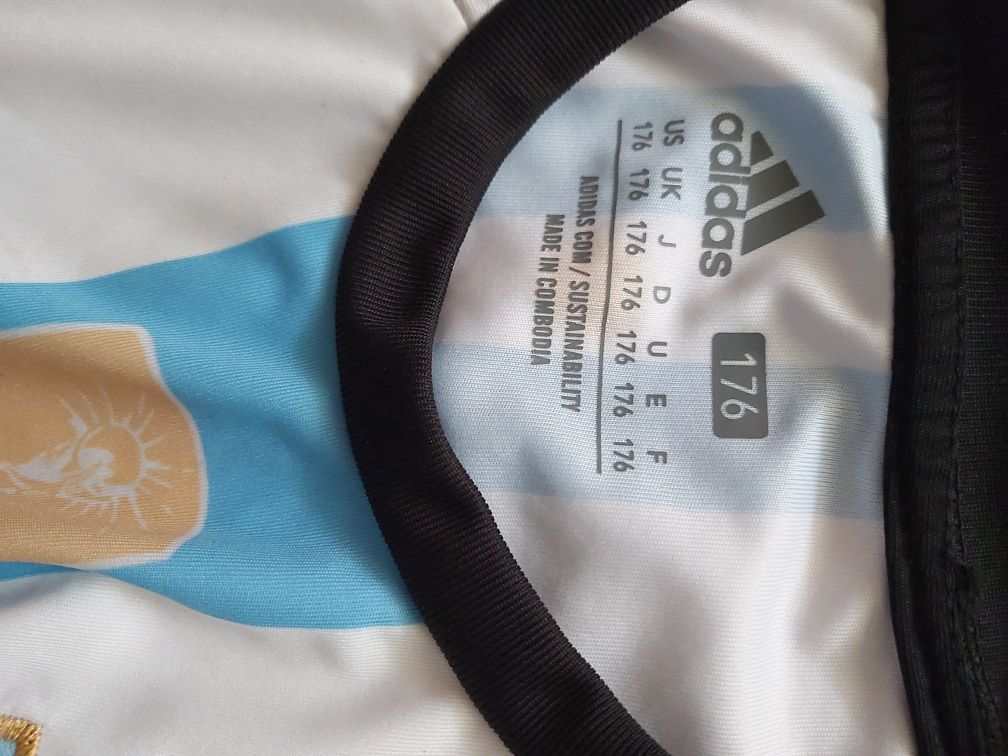 adidas
176
US UK J D U E F
176 176 176 176 176 176 176
ADIDAS COM / SUSTAINABILITY
MADE IN COMBODIA